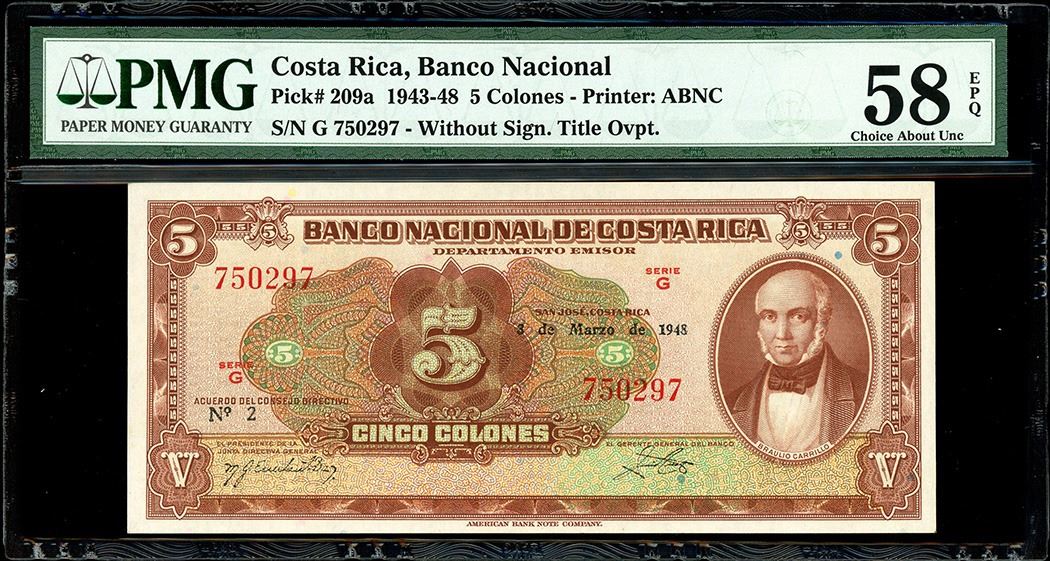 PMG
PAPER MONEY GUARANTY
Costa Rica, Banco Nacional
Pick# 209a 1943-48 5 Colones - Printer: ABNC
S/N G 750297 - Without Sign. Title Ovpt.
58
EPQ
Choice About Unc
5
5
BANCO NACIONAL DE COSTA RICA
5
5
DEPARTAMENTO EMISOR
750297
SERIE
G
SAN JOSÉ, COSTA RICA
3 de Marzo de 1948
5
5
5
SERIE
G
750297
ACUERDO DEL CONSEJO DIRECTIVO
Nº 2
CINCO COLONES
BRAULIO CARRILLO
EL PRESIDENTE DE LA
JUNTA DIRECTIVA GENERAL
EL GERENTE GENERAL DEL BANCO
V
V
AMERICAN BANK NOTE COMPANY.